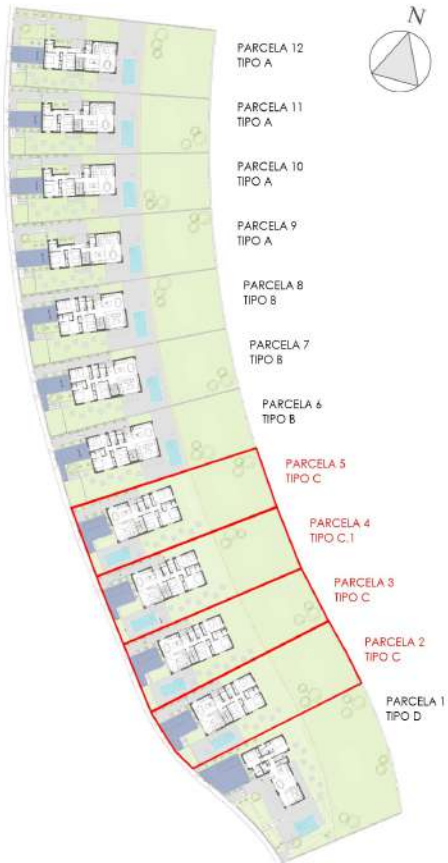 N
PARCELA 12
TIPO A
PARCELA 11
TIPO A
PARCELA 10
TIPO A
PARCELA 9
TIPO A
PARCELA 8
TIPO B
PARCELA 7
TIPO B
PARCELA 6
TIPO B
PARCELA 5
TIPO C
PARCELA 4
TIPO C.1
PARCELA 3
TIPO C
PARCELA 2
TIPO C
PARCELA 1
TIPO D